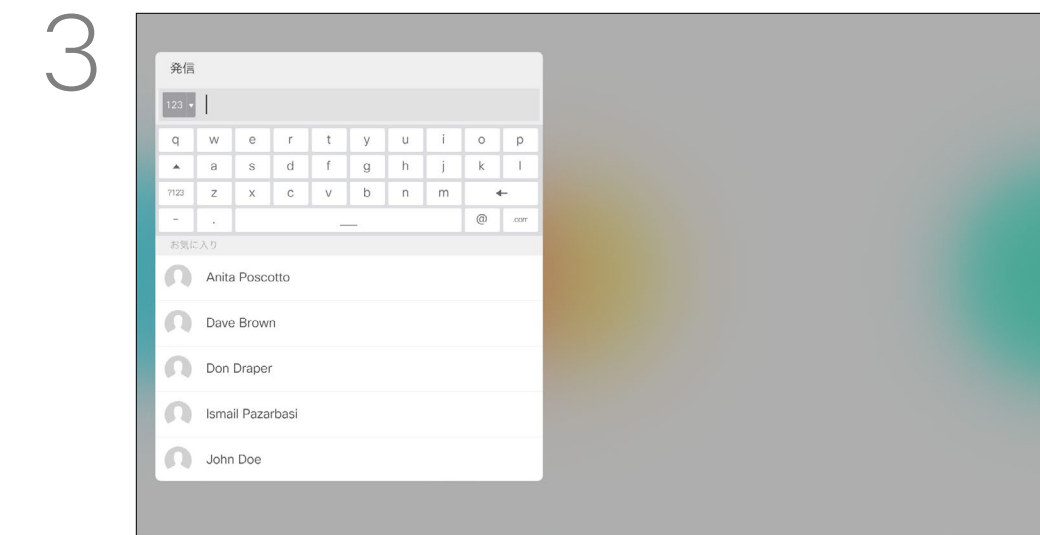 3
発信
123
q w e r t y u i o p
a s d f g h j k l
?123 z x c v b n m
- . @ .com
お気に入り
Anita Poscotto
Dave Brown
Don Draper
Ismail Pazarbasi
John Doe